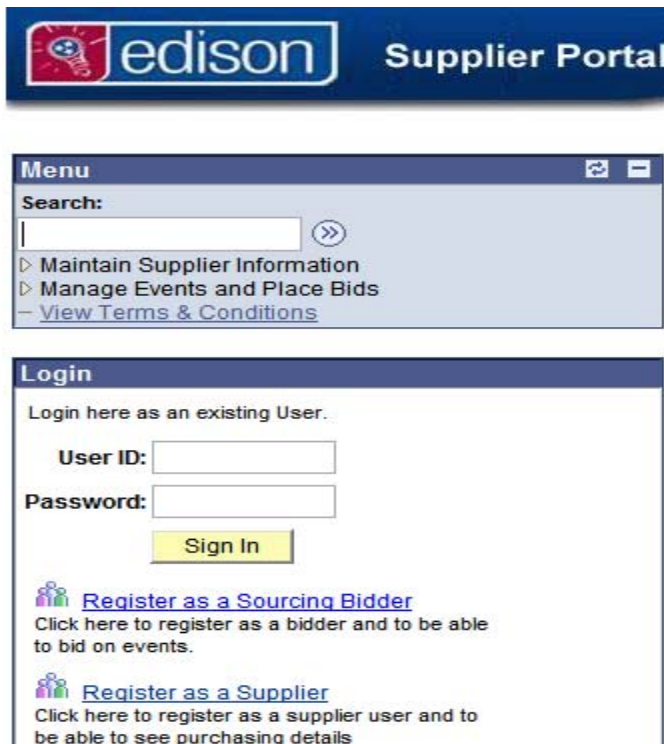 edison Supplier Portal
Menu
Search:
Maintain Supplier Information
Manage Events and Place Bids
View Terms & Conditions
Login
Login here as an existing User.
User ID:
Password:
Sign In
Register as a Sourcing Bidder
Click here to register as a bidder and to be able
to bid on events.
Register as a Supplier
Click here to register as a supplier user and to
be able to see purchasing details